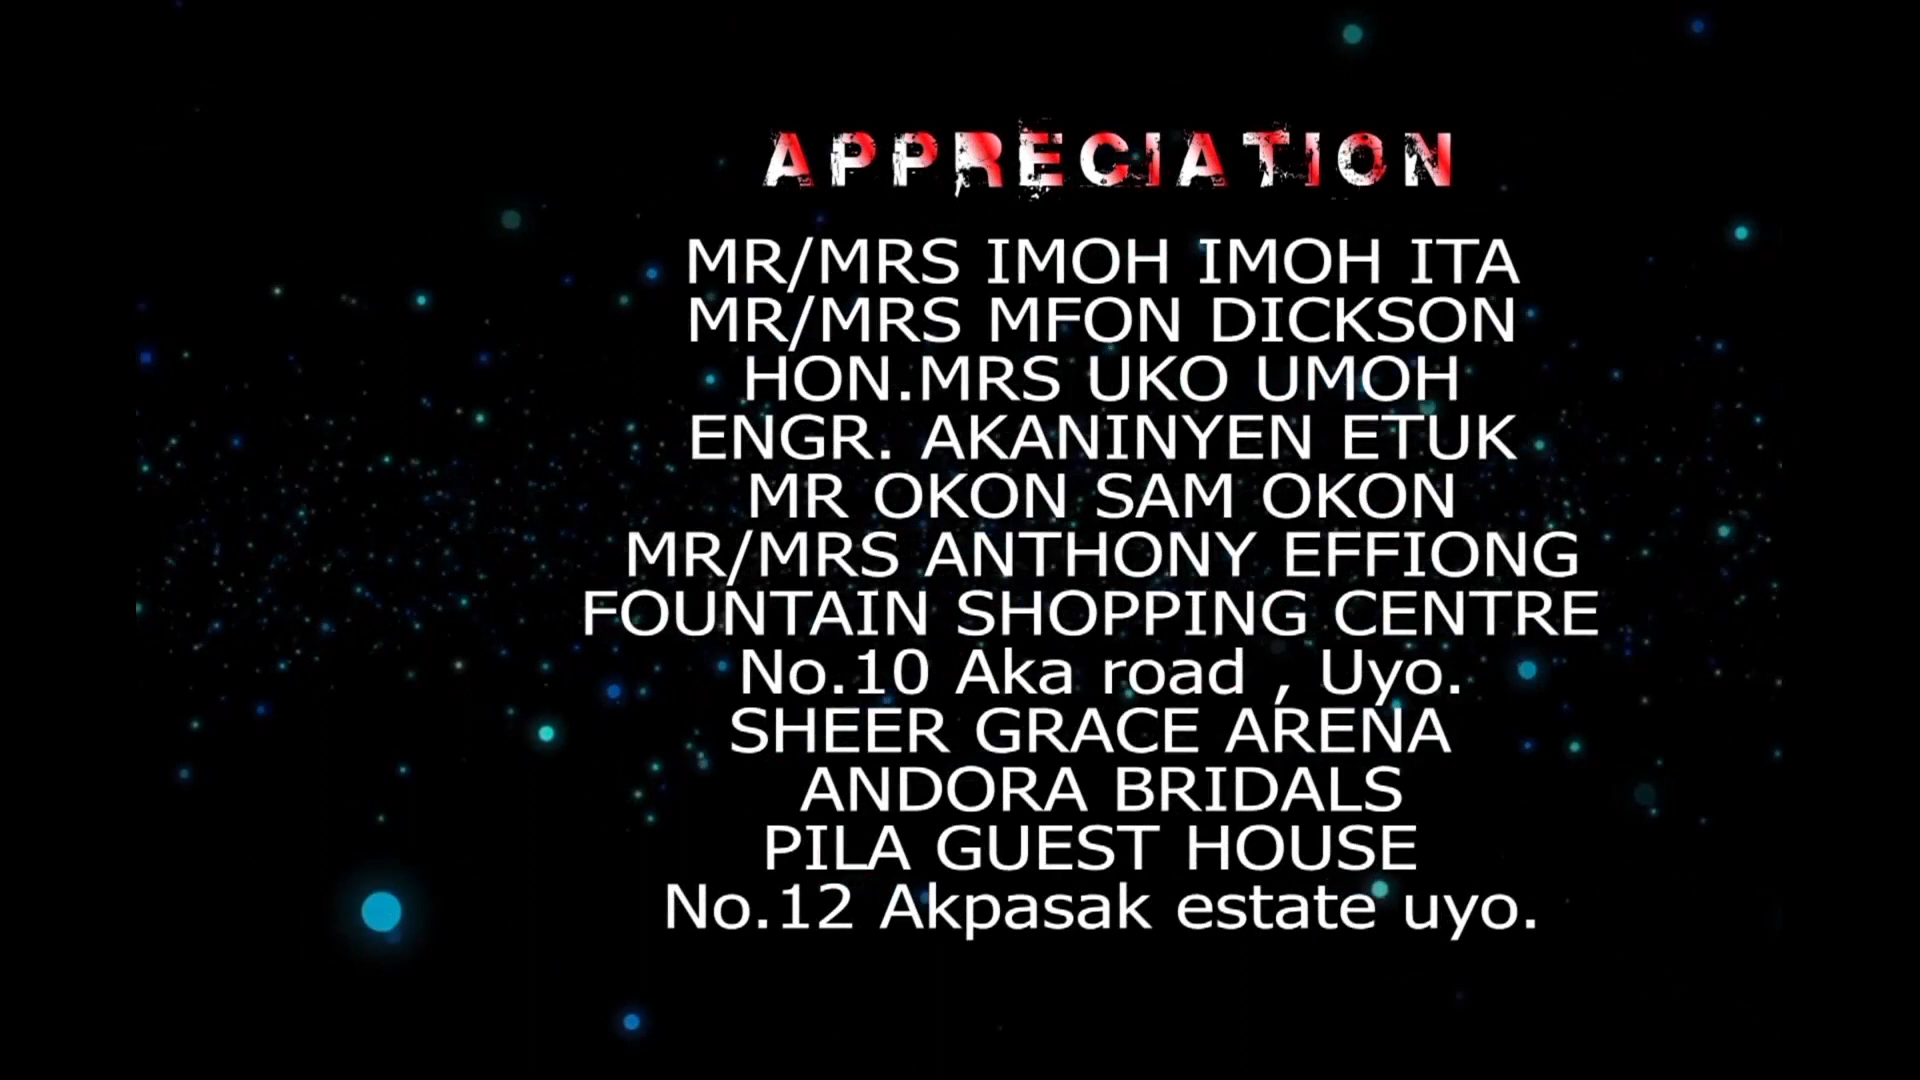 APPRECIATION
MR/MRS IMOH IMOH ITA
MR/MRS MFON DICKSON
HON.MRS UKO UMOH
ENGR. AKANINYEN ETUK
MR OKON SAM OKON
MR/MRS ANTHONY EFFIONG
FOUNTAIN SHOPPING CENTRE
No.10 Aka road , Uyo.
SHEER GRACE ARENA
ANDORA BRIDALS
PILA GUEST HOUSE
No.12 Akpasak estate uyo.